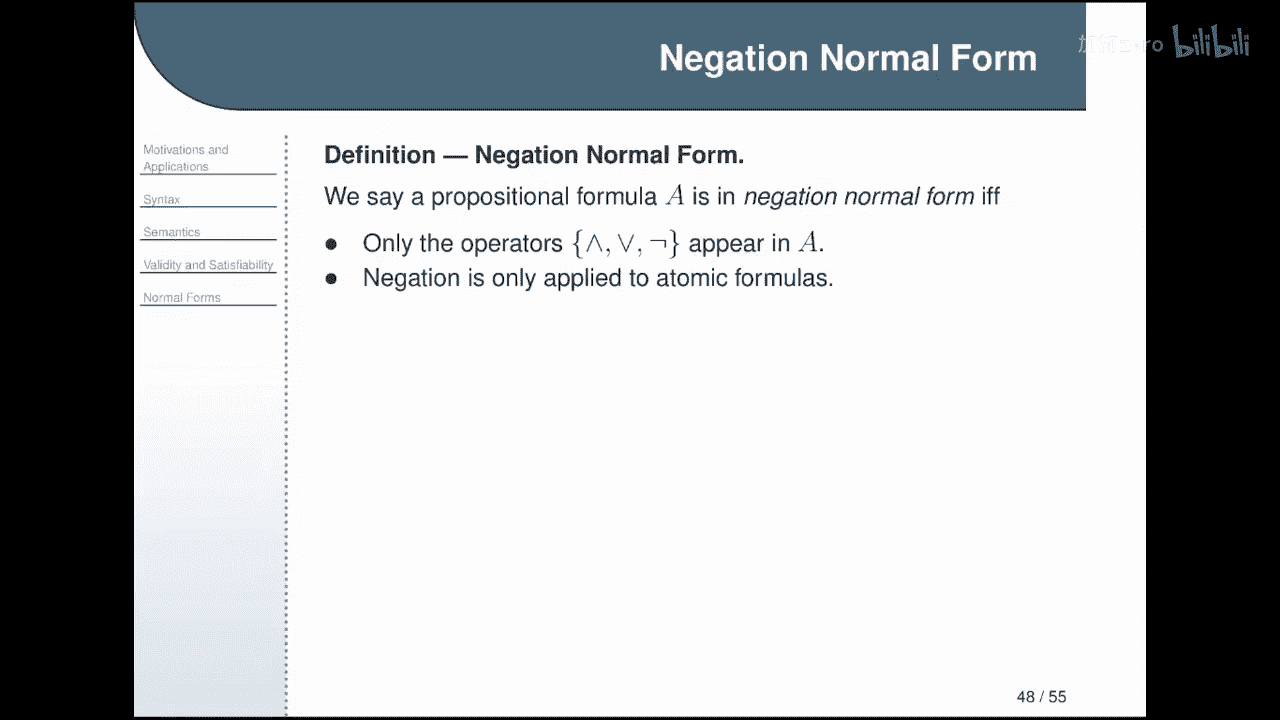 Negation Normal Form
bilibili
Motivations and
Applications
Syntax
Semantics
Validity and Satisfiability
Normal Forms
Definition — Negation Normal Form.
We say a propositional formula A is in negation normal form iff
● Only the operators {∧, ∨, ¬} appear in A.
● Negation is only applied to atomic formulas.
48 / 55